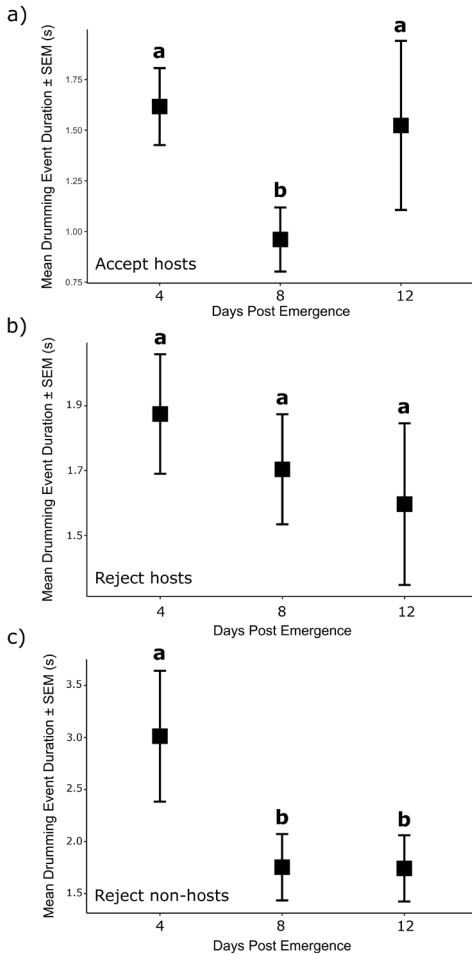 a)
Mean Drumming Event Duration ± SEM (s)
1.75
1.50
1.25
1.00
0.75
a
b
a
Accept hosts
4
8
12
Days Post Emergence
b)
Mean Drumming Event Duration ± SEM (s)
1.9
1.7
1.5
a
a
a
Reject hosts
4
8
12
Days Post Emergence
c)
Mean Drumming Event Duration ± SEM (s)
3.5
3.0
2.5
2.0
1.5
a
b
b
Reject non-hosts
4
8
12
Days Post Emergence